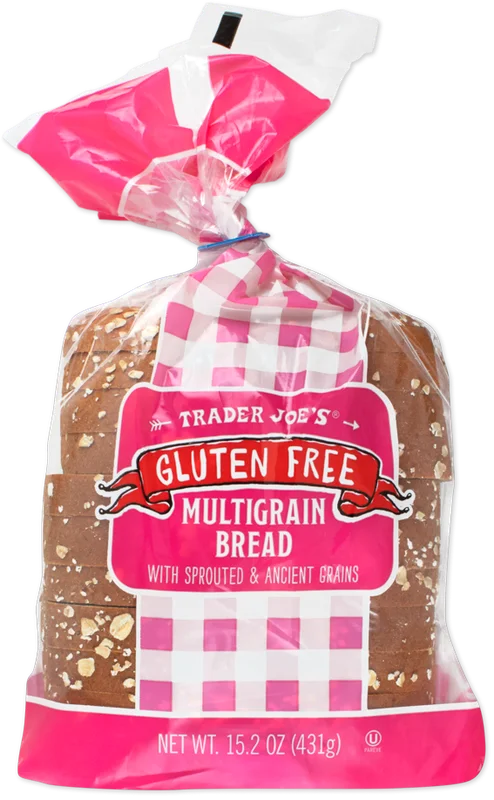 TRADER JOE'S®
GLUTEN FREE
MULTIGRAIN
BREAD
WITH SPROUTED & ANCIENT GRAINS
NET WT. 15.2 OZ (431g)
U
PAREVE